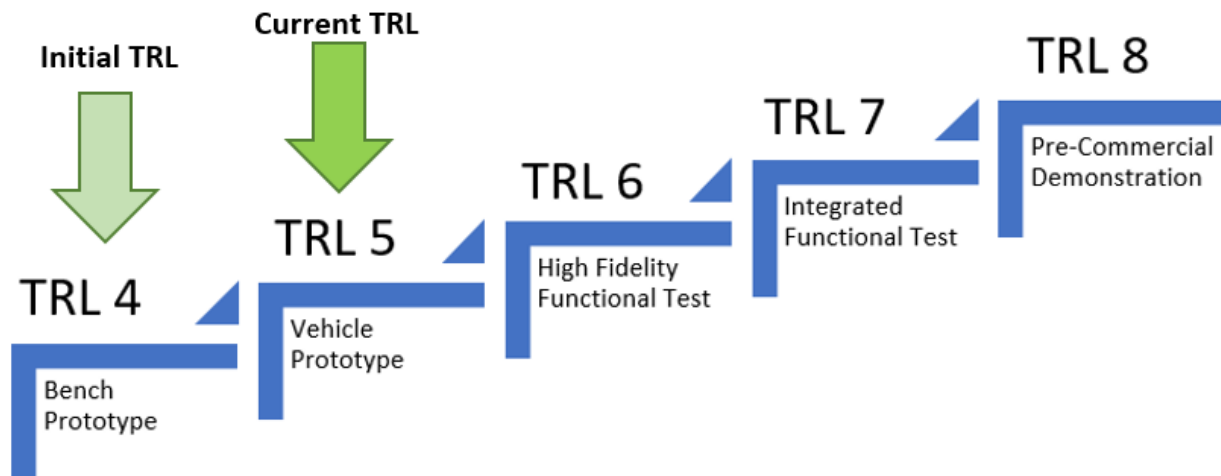 Initial TRL
Current TRL
TRL 4
Bench
Prototype
TRL 5
Vehicle
Prototype
TRL 6
High Fidelity
Functional Test
TRL 7
Integrated
Functional Test
TRL 8
Pre-Commercial
Demonstration